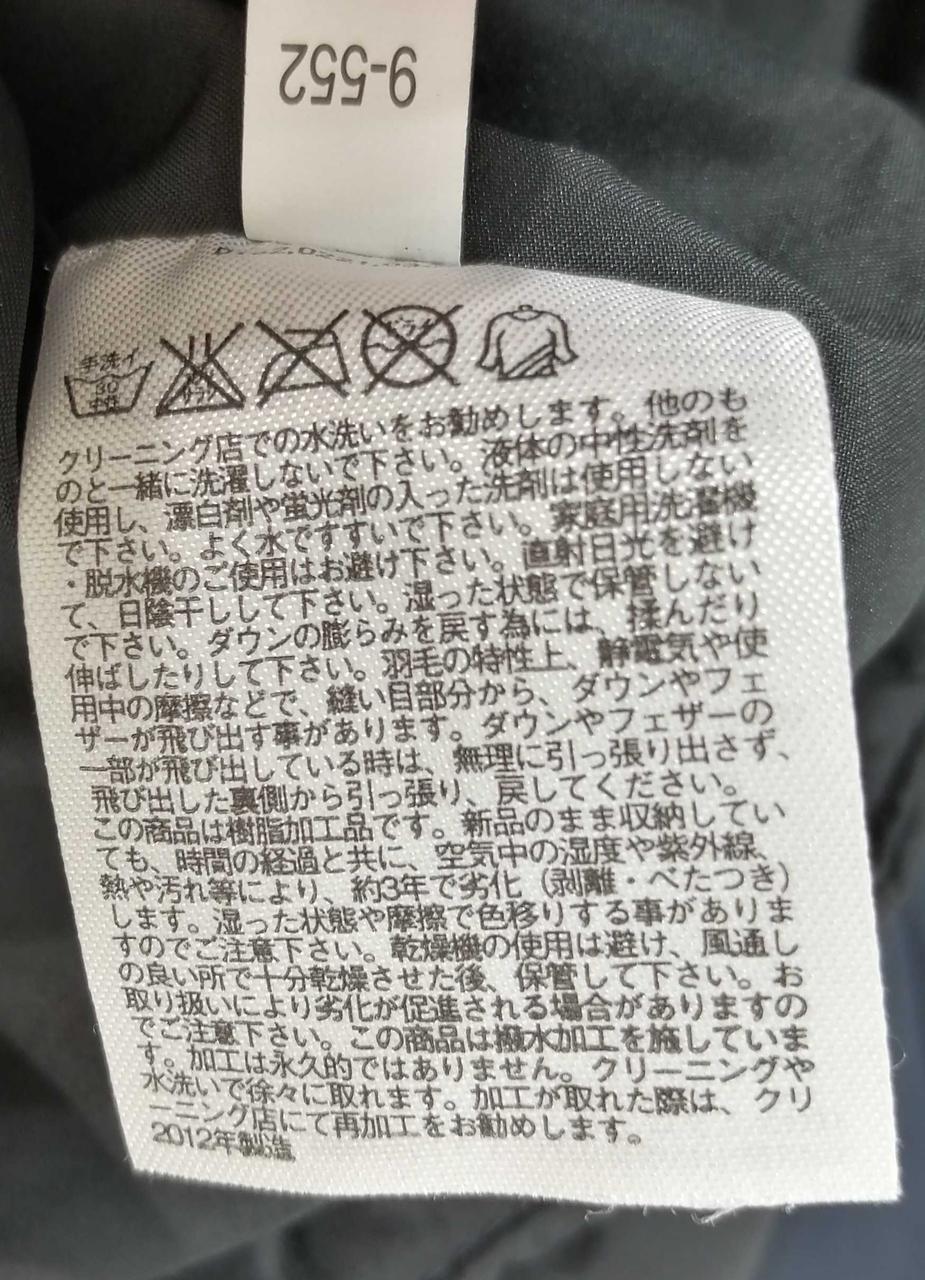 9-552
手洗イ
30
中性
ドライ
クリーニング店での水洗いをお勧めします。他のも
のと一緒に洗濯しないで下さい。液体の中性洗剤を
使用し、漂白剤や蛍光剤の入った洗剤は使用しない
で下さい。よく水ですすいで下さい。家庭用洗濯機
・脱水機のご使用はお避け下さい。直射日光を避け
て、日陰干しして下さい。湿った状態で保管しない
で下さい。ダウンの膨らみを戻す為には、揉んだり
伸ばしたりして下さい。羽毛の特性上、静電気や使
用中の摩擦などで、縫い目部分から、ダウンやフェ
ザーが飛び出す事があります。ダウンやフェザーの
一部が飛び出している時は、無理に引っ張り出さず、
飛び出した裏側から引っ張り、戻してください。
この商品は樹脂加工品です。新品のまま収納してい
ても、時間の経過と共に、空気中の湿度や紫外線、
熱や汚れ等により、約3年で劣化（剥離・べたつき）
します。湿った状態や摩擦で色移りする事がありま
すのでご注意下さい。乾燥機の使用は避け、風通し
の良い所で十分乾燥させた後、保管して下さい。お
取り扱いにより劣化が促進される場合がありますの
でご注意下さい。この商品は撥水加工を施していま
す。加工は永久的ではありません。クリーニングや
水洗いで徐々に取れます。加工が取れた際は、クリ
ーニング店にて再加工をお勧めします。
2012年製造